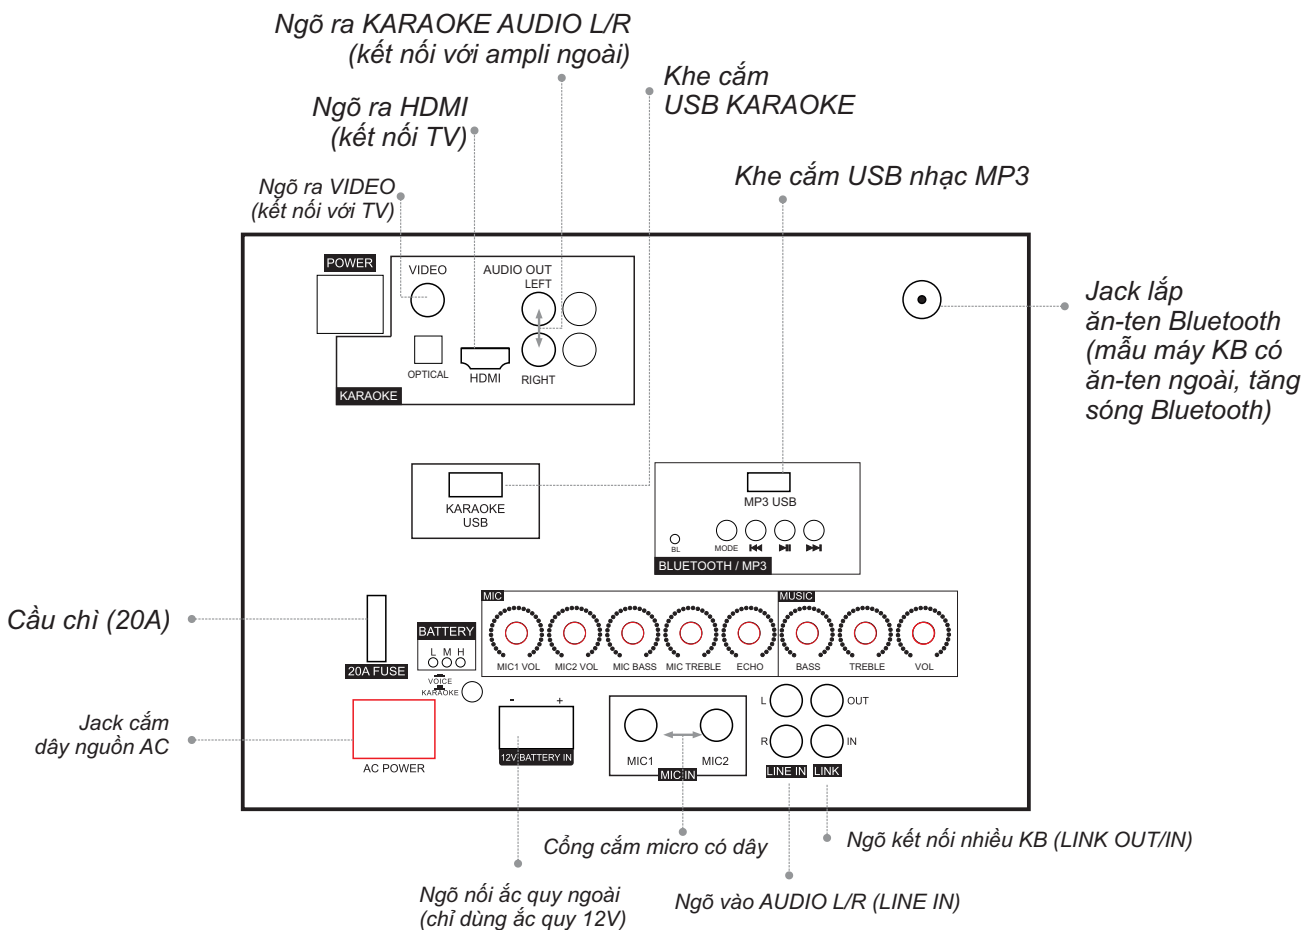 Ngõ ra KARAOKE AUDIO L/R
(kết nối với ampli ngoài)
Khe cắm
USB KARAOKE
Ngõ ra HDMI
(kết nối TV)
Khe cắm USB nhạc MP3
Ngõ ra VIDEO
(kết nối với TV)
POWER
VIDEO
AUDIO OUT
LEFT
OPTICAL
HDMI
RIGHT
KARAOKE
Jack lắp
ăn-ten Bluetooth
(mẫu máy KB có
ăn-ten ngoài, tăng
sóng Bluetooth)
KARAOKE
USB
MP3 USB
BL
MODE
BLUETOOTH / MP3
Cầu chì (20A)
20A FUSE
BATTERY
L M H
VOICE
KARAOKE
MIC
MIC1 VOL
MIC2 VOL
MIC BASS
MIC TREBLE
ECHO
MUSIC
BASS
TREBLE
VOL
Jack cắm
dây nguồn AC
AC POWER
- +
12V BATTERY IN
MIC1
MIC2
MIC IN
L
R
LINE IN
OUT
IN
LINK
Cổng cắm micro có dây
Ngõ kết nối nhiều KB (LINK OUT/IN)
Ngõ nối ắc quy ngoài
(chỉ dùng ắc quy 12V)
Ngõ vào AUDIO L/R (LINE IN)